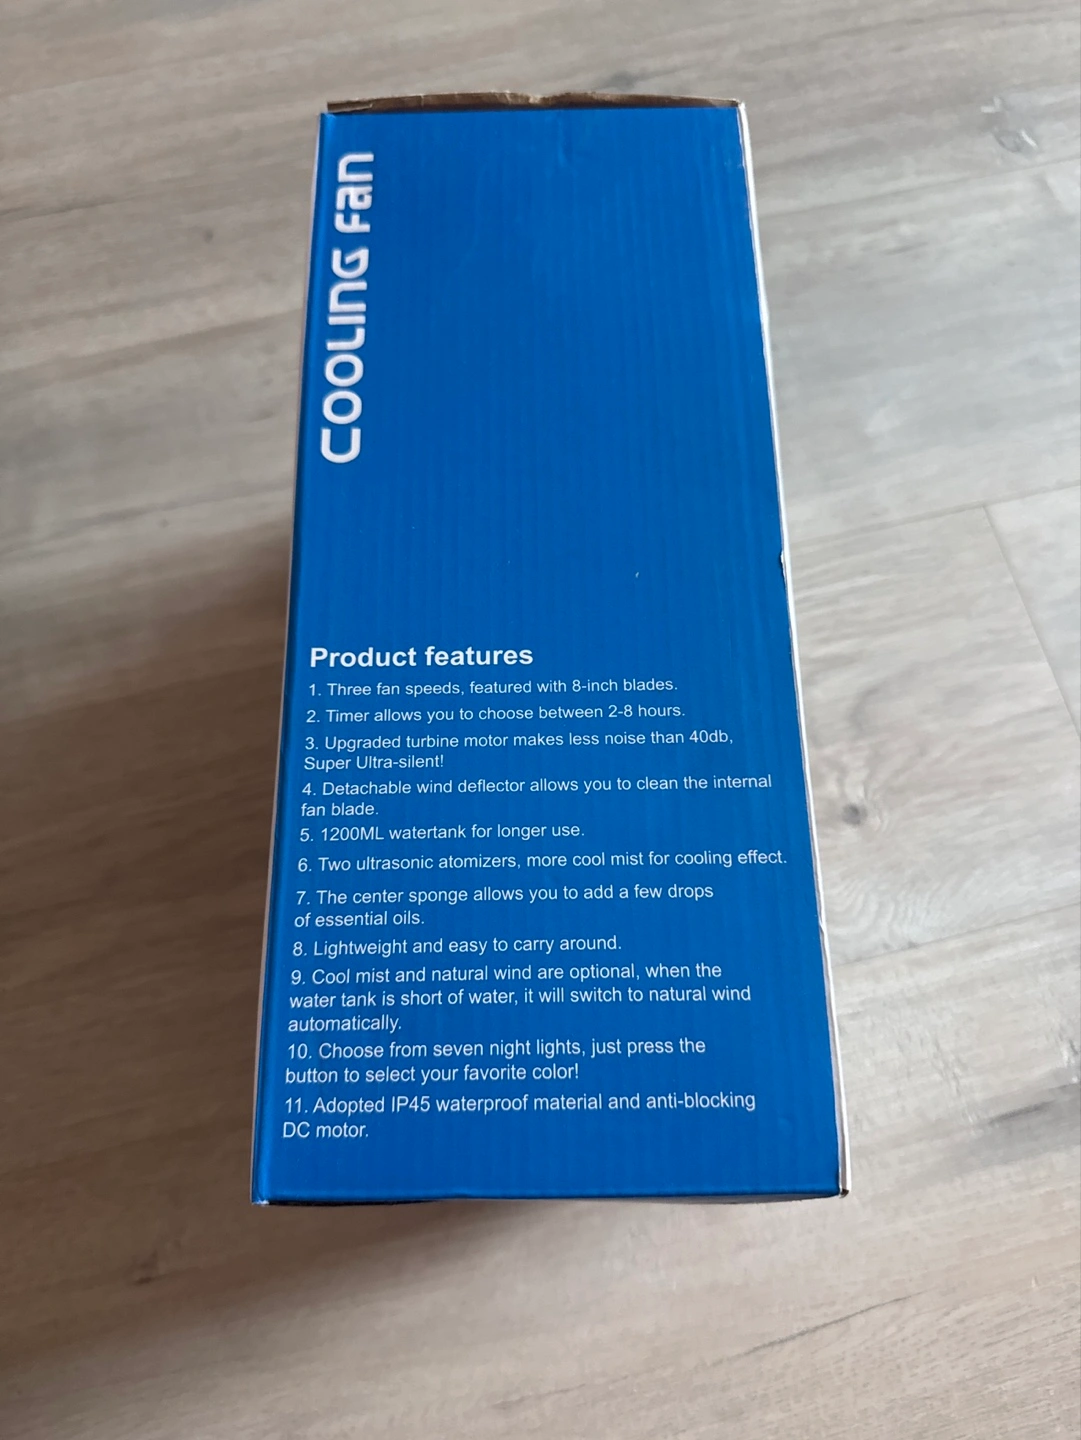 COOLING Fan
Product features
1. Three fan speeds, featured with 8-inch blades.
2. Timer allows you to choose between 2-8 hours.
3. Upgraded turbine motor makes less noise than 40db,
Super Ultra-silent!
4. Detachable wind deflector allows you to clean the internal
fan blade.
5. 1200ML watertank for longer use.
6. Two ultrasonic atomizers, more cool mist for cooling effect.
7. The center sponge allows you to add a few drops
of essential oils.
8. Lightweight and easy to carry around.
9. Cool mist and natural wind are optional, when the
water tank is short of water, it will switch to natural wind
automatically.
10. Choose from seven night lights, just press the
button to select your favorite color!
11. Adopted IP45 waterproof material and anti-blocking
DC motor.